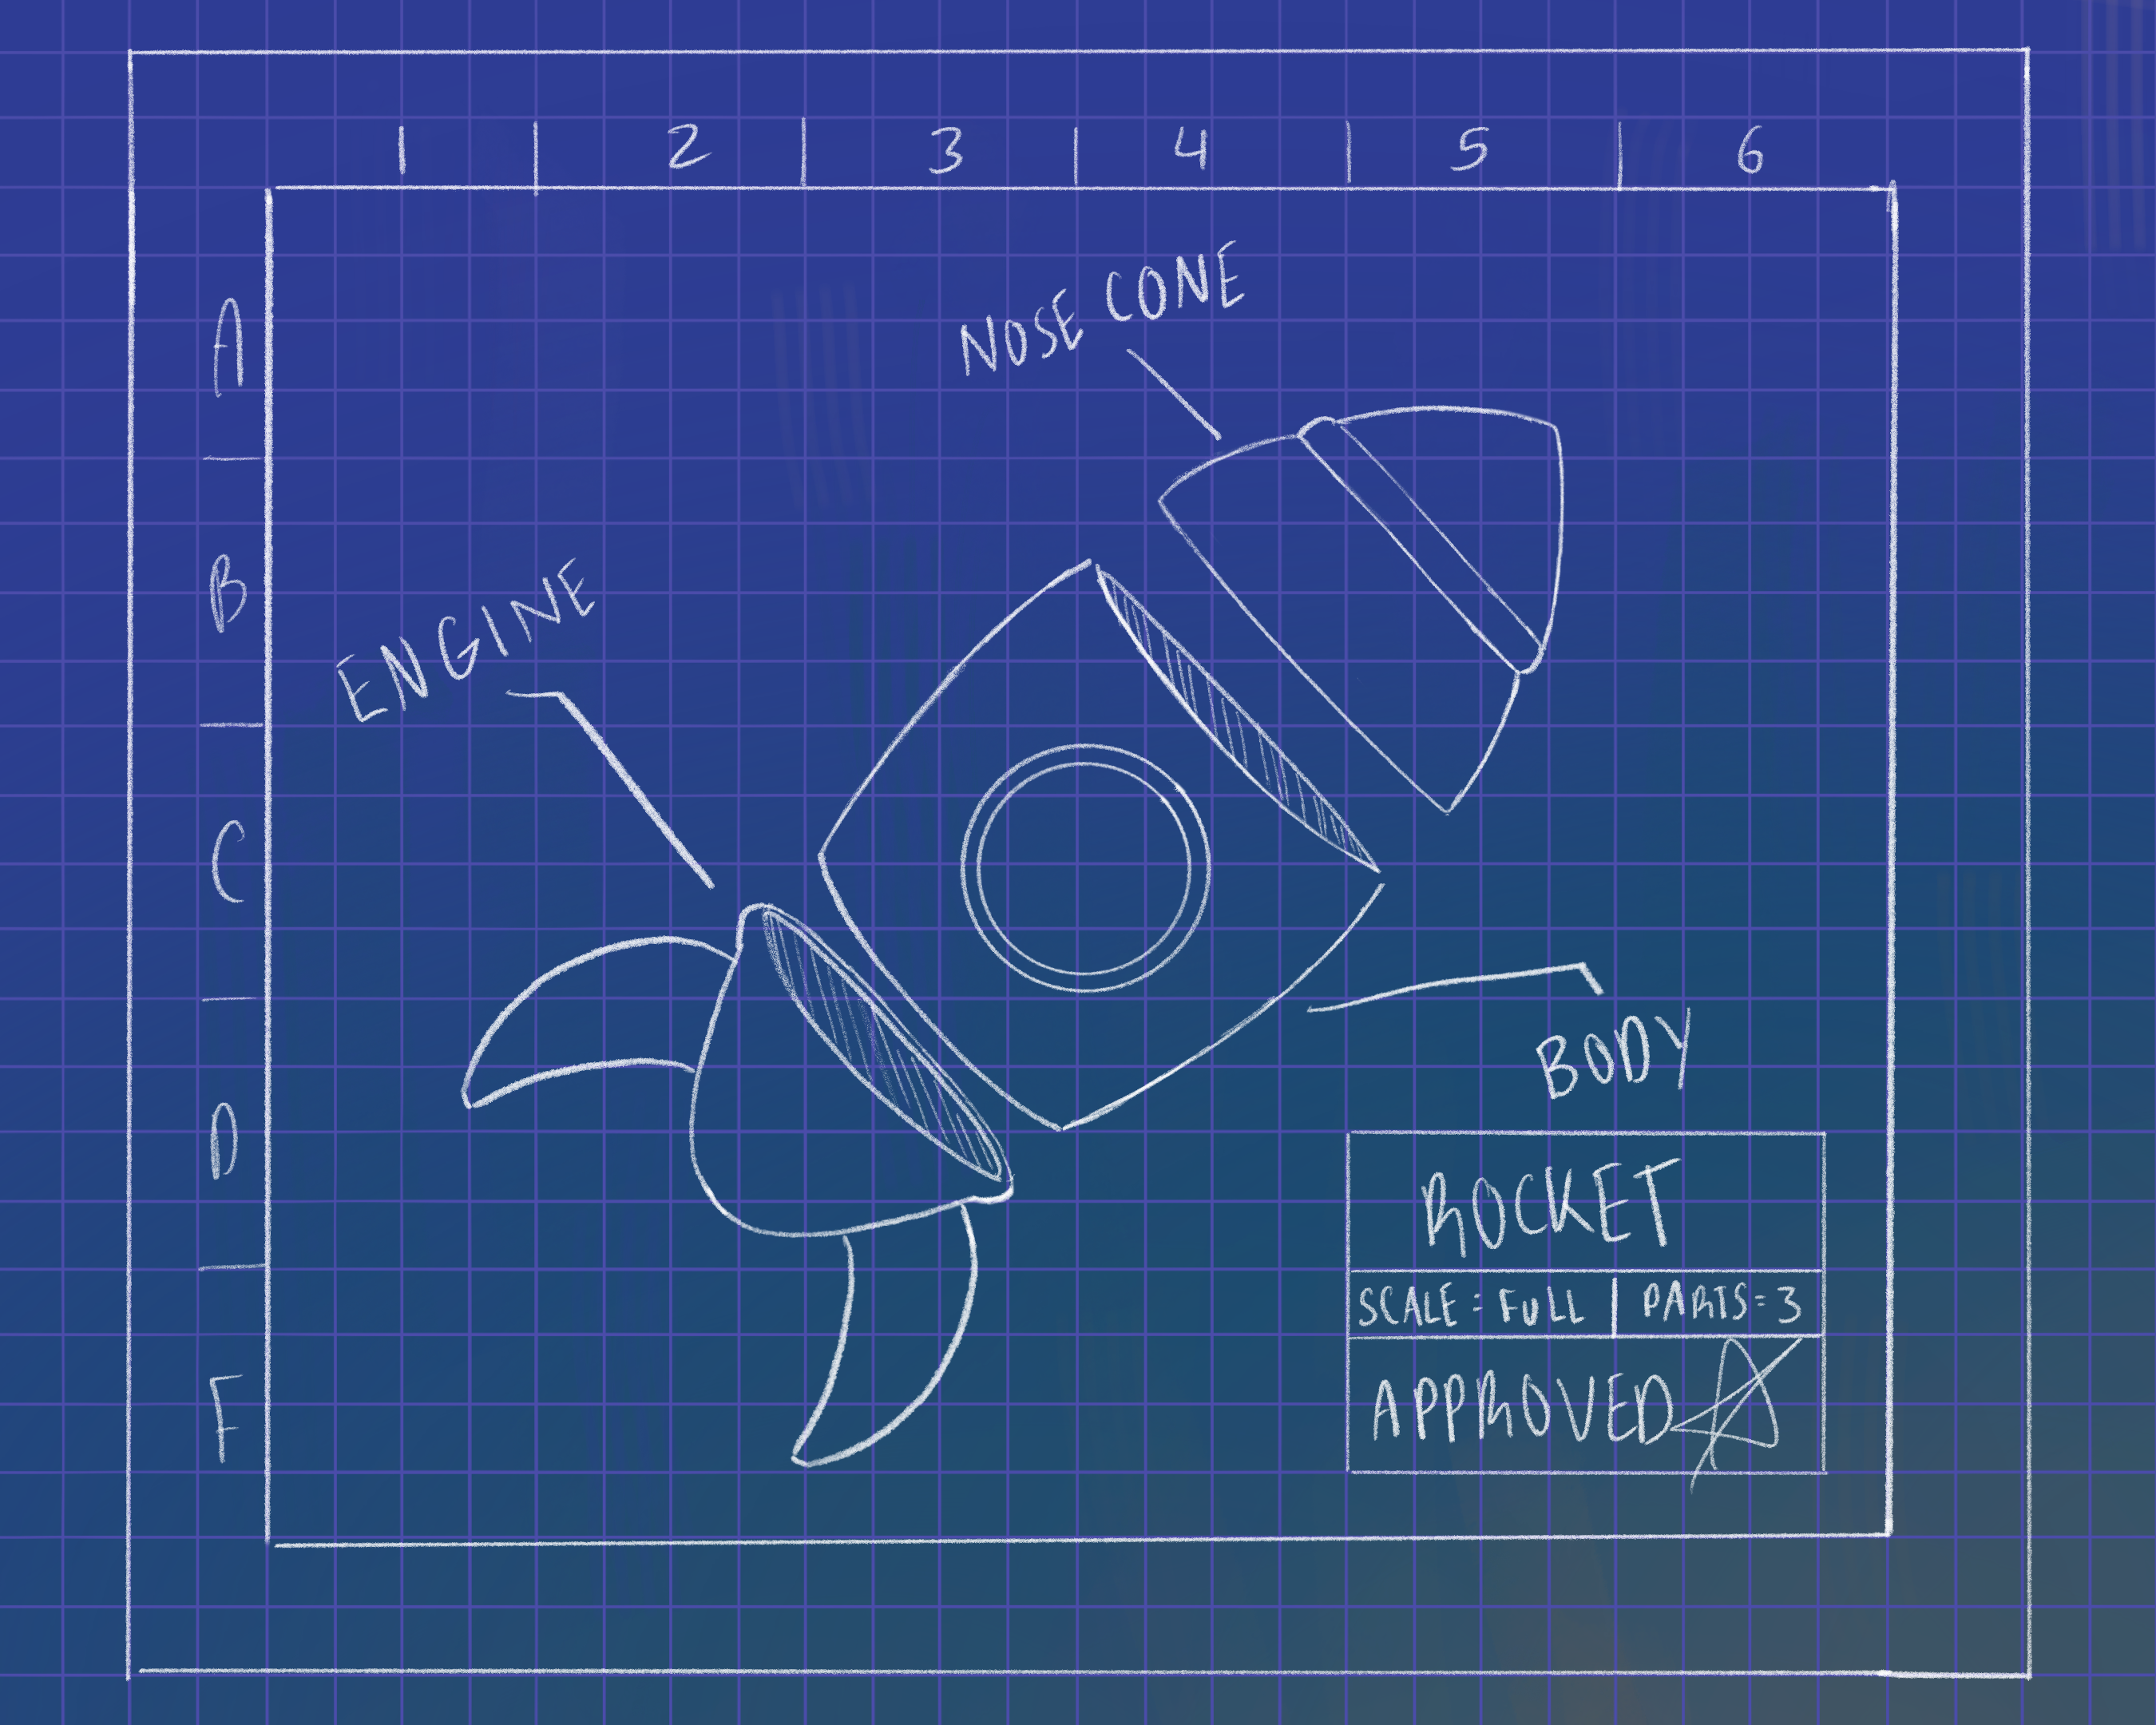 1 2 3 4 5 6
A
B
C
D
F
NOSE CONE
ENGINE
BODY
ROCKET
SCALE = FULL | PARTS = 3
APPROVED